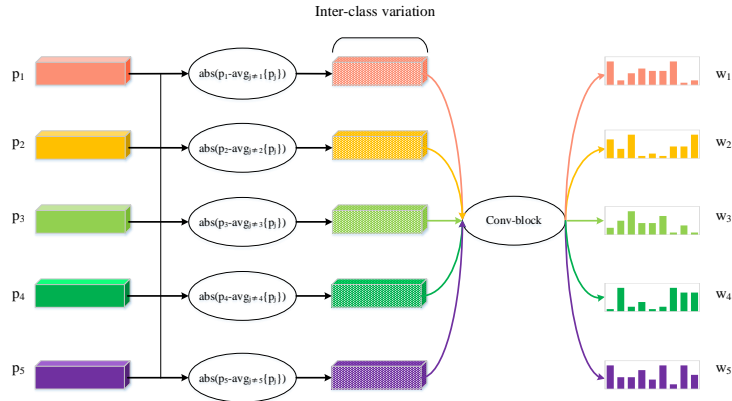 Inter-class variation
p₁ abs(p₁-avgⱼ≠₁{pⱼ}) w₁
p₂ abs(p₂-avgⱼ≠₂{pⱼ}) w₂
p₃ abs(p₃-avgⱼ≠₃{pⱼ}) Conv-block w₃
p₄ abs(p₄-avgⱼ≠₄{pⱼ}) w₄
p₅ abs(p₅-avgⱼ≠₅{pⱼ}) w₅